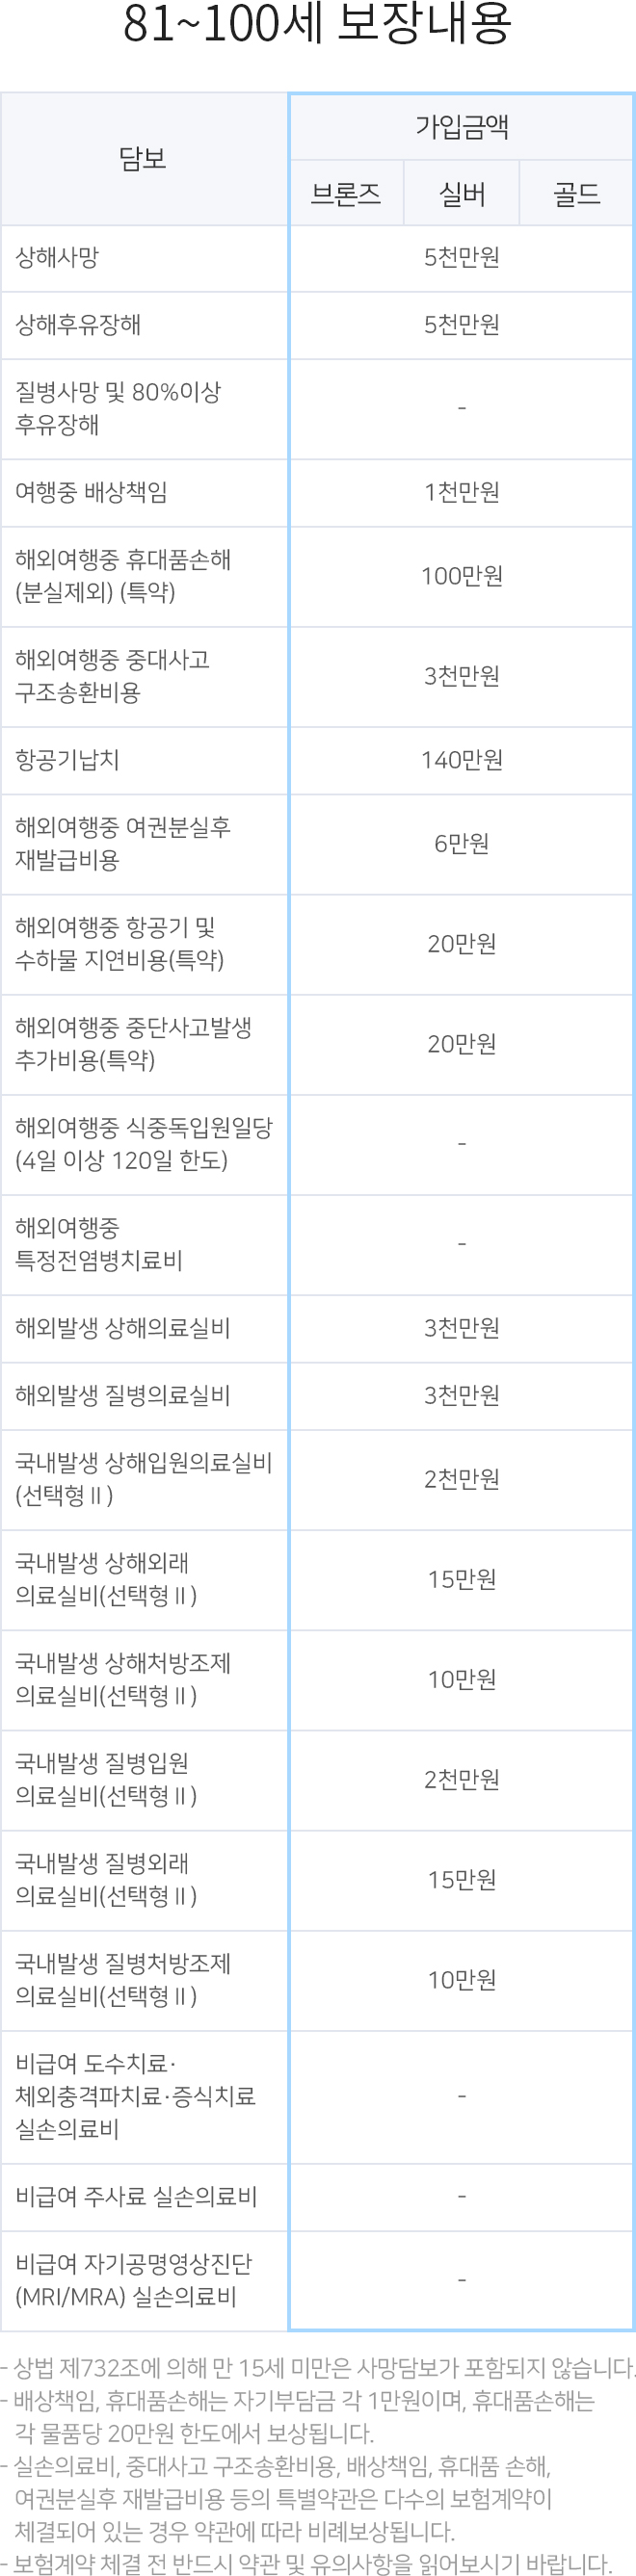 81~100세 보장내용
담보
가입금액
브론즈 실버 골드
상해사망 5천만원
상해후유장해 5천만원
질병사망 및 80%이상
후유장해
-
여행중 배상책임 1천만원
해외여행중 휴대품손해
(분실제외) (특약)
100만원
해외여행중 중대사고
구조송환비용
3천만원
항공기납치 140만원
해외여행중 여권분실후
재발급비용
6만원
해외여행중 항공기 및
수하물 지연비용(특약)
20만원
해외여행중 중단사고발생
추가비용(특약)
20만원
해외여행중 식중독입원일당
(4일 이상 120일 한도)
-
해외여행중
특정전염병치료비
-
해외발생 상해의료실비 3천만원
해외발생 질병의료실비 3천만원
국내발생 상해입원의료실비
(선택형Ⅱ)
2천만원
국내발생 상해외래
의료실비(선택형Ⅱ)
15만원
국내발생 상해처방조제
의료실비(선택형Ⅱ)
10만원
국내발생 질병입원
의료실비(선택형Ⅱ)
2천만원
국내발생 질병외래
의료실비(선택형Ⅱ)
15만원
국내발생 질병처방조제
의료실비(선택형Ⅱ)
10만원
비급여 도수치료·
체외충격파치료·증식치료
실손의료비
-
비급여 주사료 실손의료비 -
비급여 자기공명영상진단
(MRI/MRA) 실손의료비
-
- 상법 제732조에 의해 만 15세 미만은 사망담보가 포함되지 않습니다.
- 배상책임, 휴대품손해는 자기부담금 각 1만원이며, 휴대품손해는
각 물품당 20만원 한도에서 보상됩니다.
- 실손의료비, 중대사고 구조송환비용, 배상책임, 휴대품 손해,
여권분실후 재발급비용 등의 특별약관은 다수의 보험계약이
체결되어 있는 경우 약관에 따라 비례보상됩니다.
- 보험계약 체결 전 반드시 약관 및 유의사항을 읽어보시기 바랍니다.